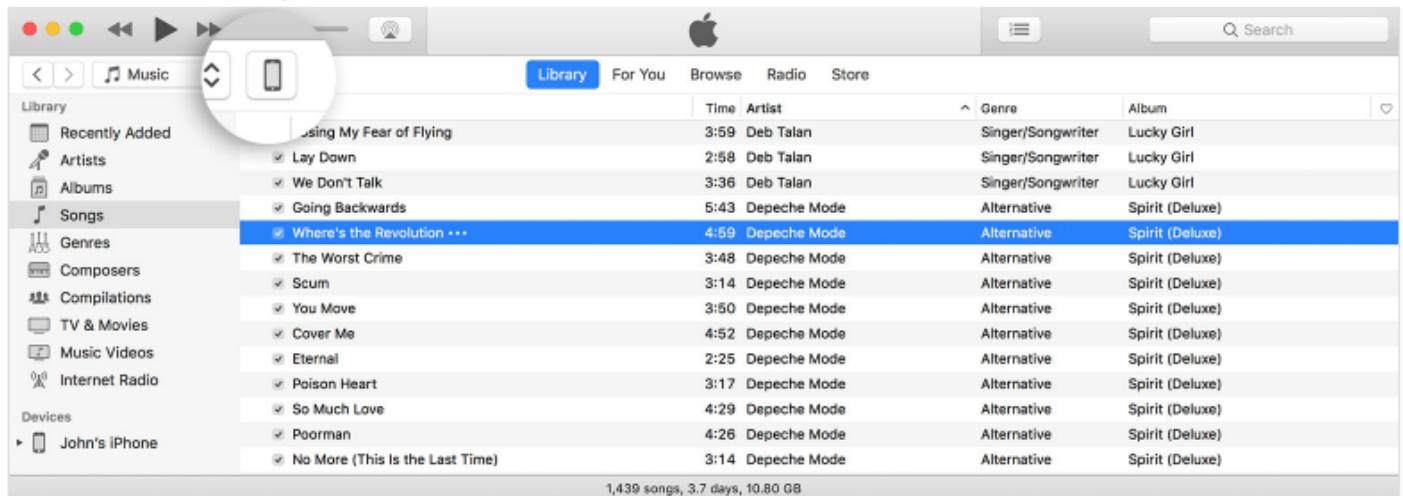 Search
Music
Library For You Browse Radio Store
Library
Recently Added
Artists
Albums
Songs
Genres
Composers
Compilations
TV & Movies
Music Videos
Internet Radio
Devices
John's iPhone
Time Artist Genre Album
My Fear of Flying 3:59 Deb Talan Singer/Songwriter Lucky Girl
Lay Down 2:58 Deb Talan Singer/Songwriter Lucky Girl
We Don't Talk 3:36 Deb Talan Singer/Songwriter Lucky Girl
Going Backwards 5:43 Depeche Mode Alternative Spirit (Deluxe)
Where's the Revolution ••• 4:59 Depeche Mode Alternative Spirit (Deluxe)
The Worst Crime 3:48 Depeche Mode Alternative Spirit (Deluxe)
Scum 3:14 Depeche Mode Alternative Spirit (Deluxe)
You Move 3:50 Depeche Mode Alternative Spirit (Deluxe)
Cover Me 4:52 Depeche Mode Alternative Spirit (Deluxe)
Eternal 2:25 Depeche Mode Alternative Spirit (Deluxe)
Poison Heart 3:17 Depeche Mode Alternative Spirit (Deluxe)
So Much Love 4:29 Depeche Mode Alternative Spirit (Deluxe)
Poorman 4:26 Depeche Mode Alternative Spirit (Deluxe)
No More (This Is the Last Time) 3:14 Depeche Mode Alternative Spirit (Deluxe)
1,439 songs, 3.7 days, 10.80 GB